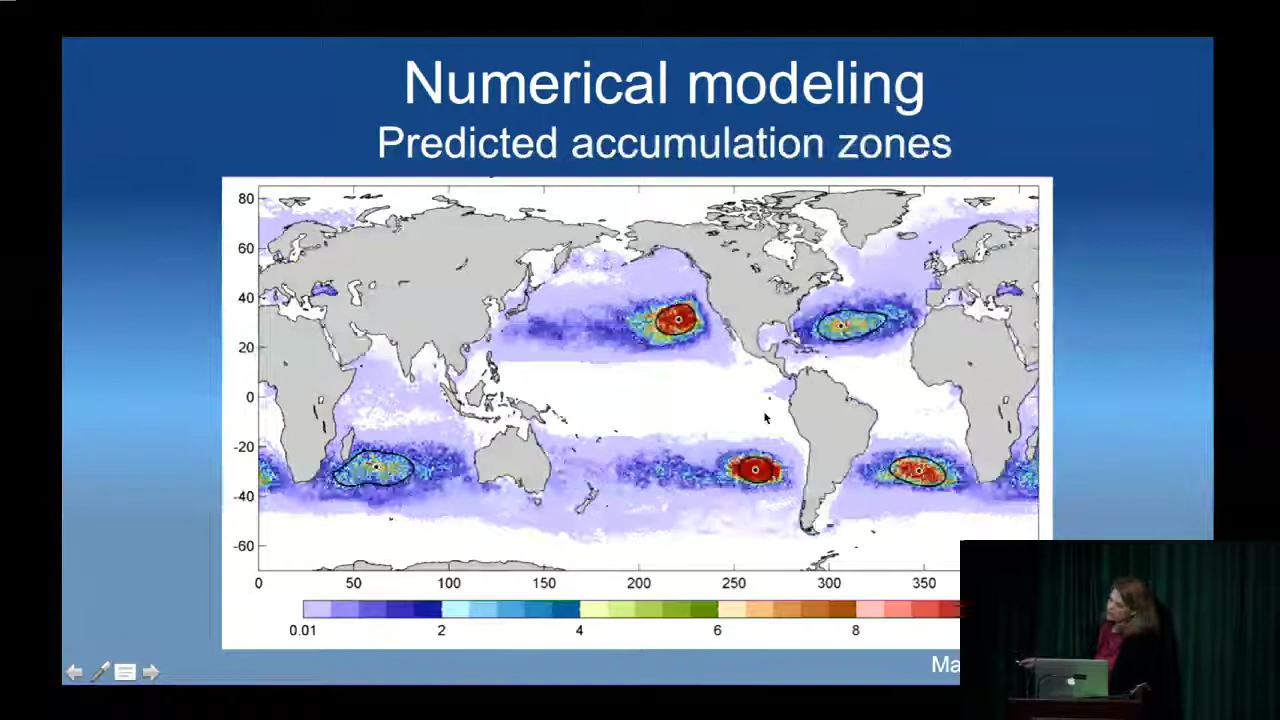 Numerical modeling
Predicted accumulation zones
80
60
40
20
0
-20
-40
-60
0 50 100 150 200 250 300 350
0.01 2 4 6 8
Ma